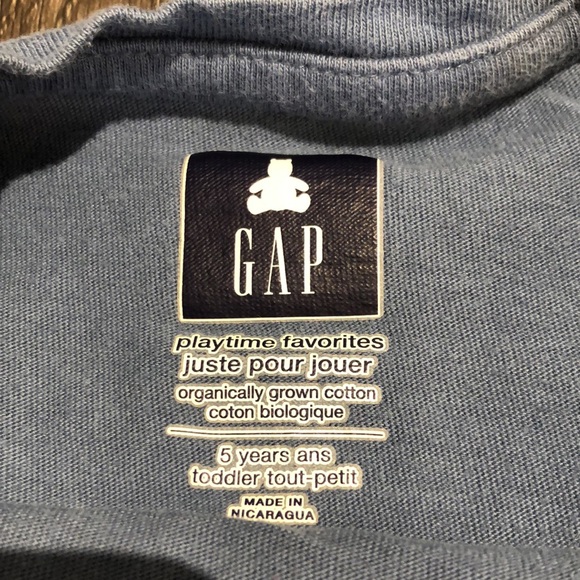 GAP
playtime favorites
juste pour jouer
organically grown cotton
coton biologique
5 years ans
toddler tout-petit
MADE IN
NICARAGUA